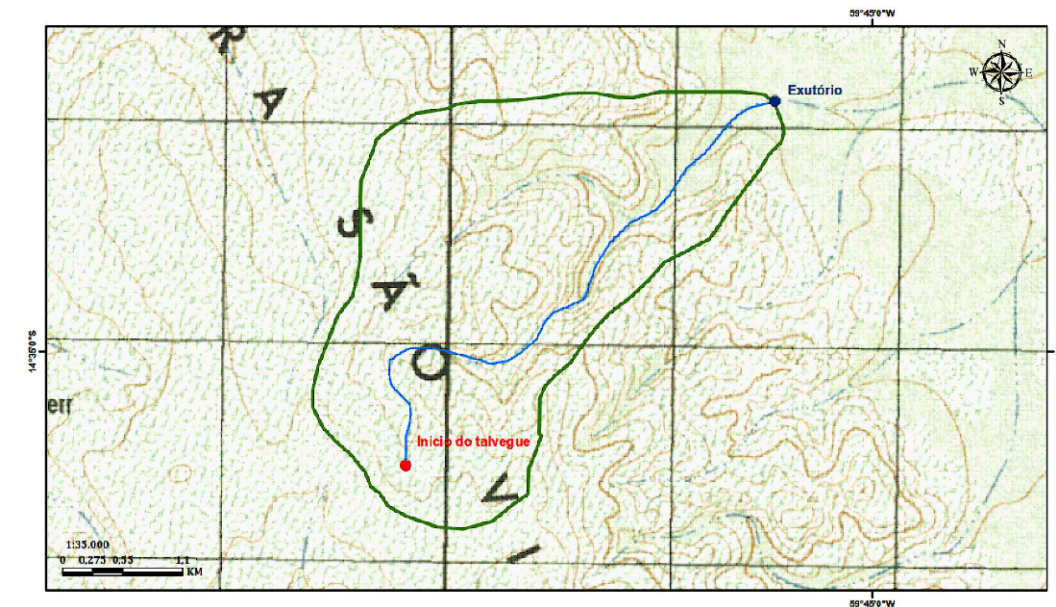 59°45'0"W
R
A
N
W E
S
Exutório
S
Ã
O
14°35'0"S
err
Início do talvegue
V
I
1:35.000
0 0,275 0,55 1,1
KM
59°45'0"W